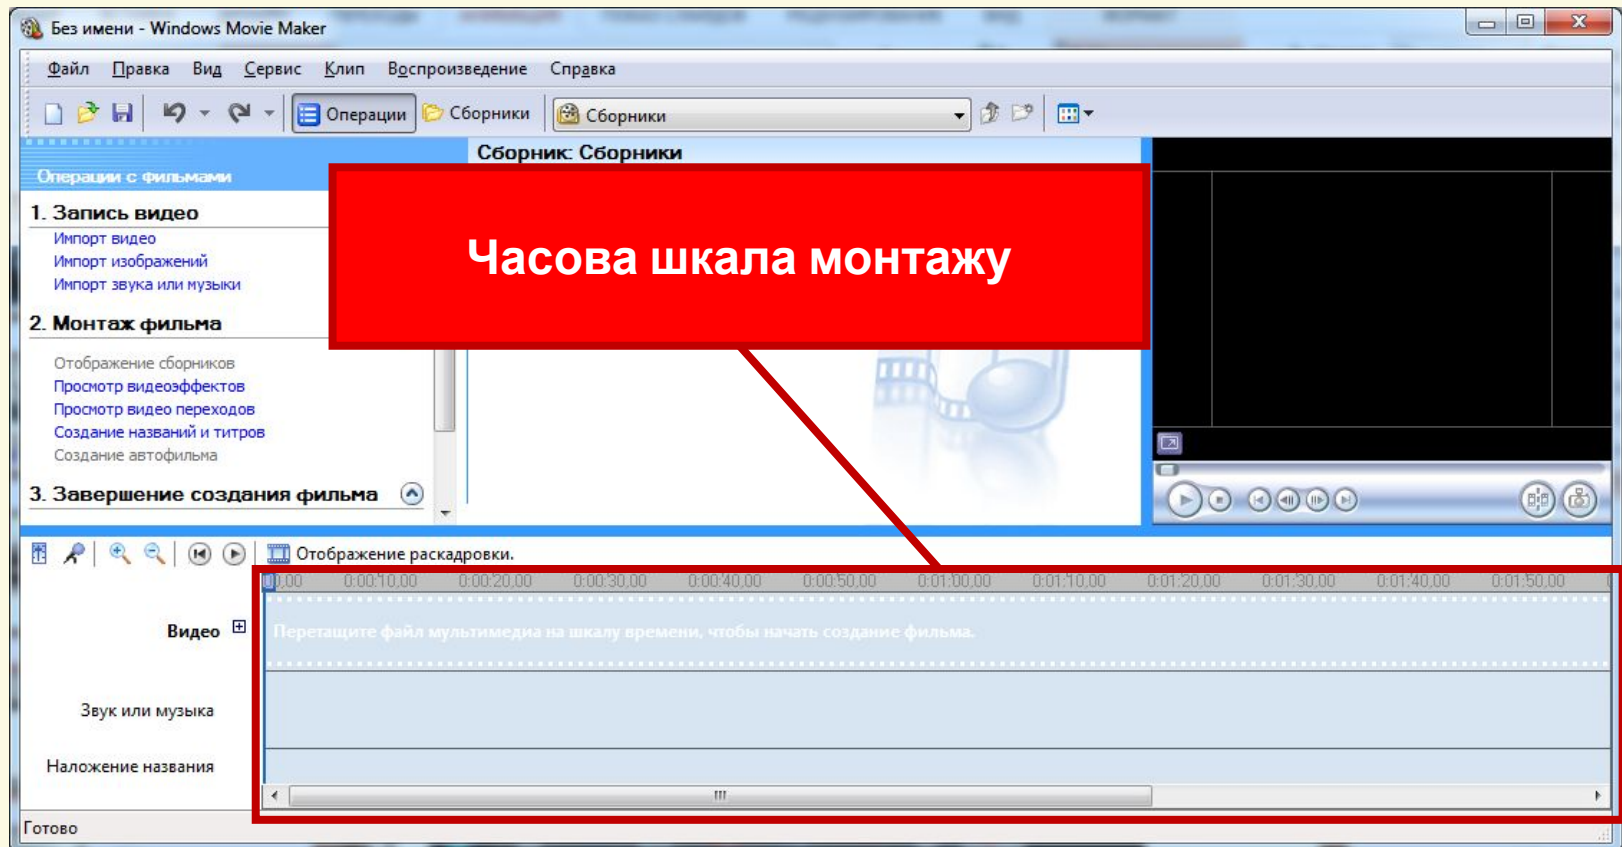 Без имени - Windows Movie Maker
Файл Правка Вид Сервис Клип Воспроизведение Справка
Операции Сборники Сборники
Сборник: Сборники
Операции с фильмами
Часова шкала монтажу
1. Запись видео
Импорт видео
Импорт изображений
Импорт звука или музыки
2. Монтаж фильма
Отображение сборников
Просмотр видеоэффектов
Просмотр видео переходов
Создание названий и титров
Создание автофильма
3. Завершение создания фильма
Отображение раскадровки.
0,00 0:00:10,00 0:00:20,00 0:00:30,00 0:00:40,00 0:00:50,00 0:01:00,00 0:01:10,00 0:01:20,00 0:01:30,00 0:01:40,00 0:01:50,00
Видео
Перетащите файл мультимедиа на шкалу времени, чтобы начать создание фильма.
Звук или музыка
Наложение названия
Готово